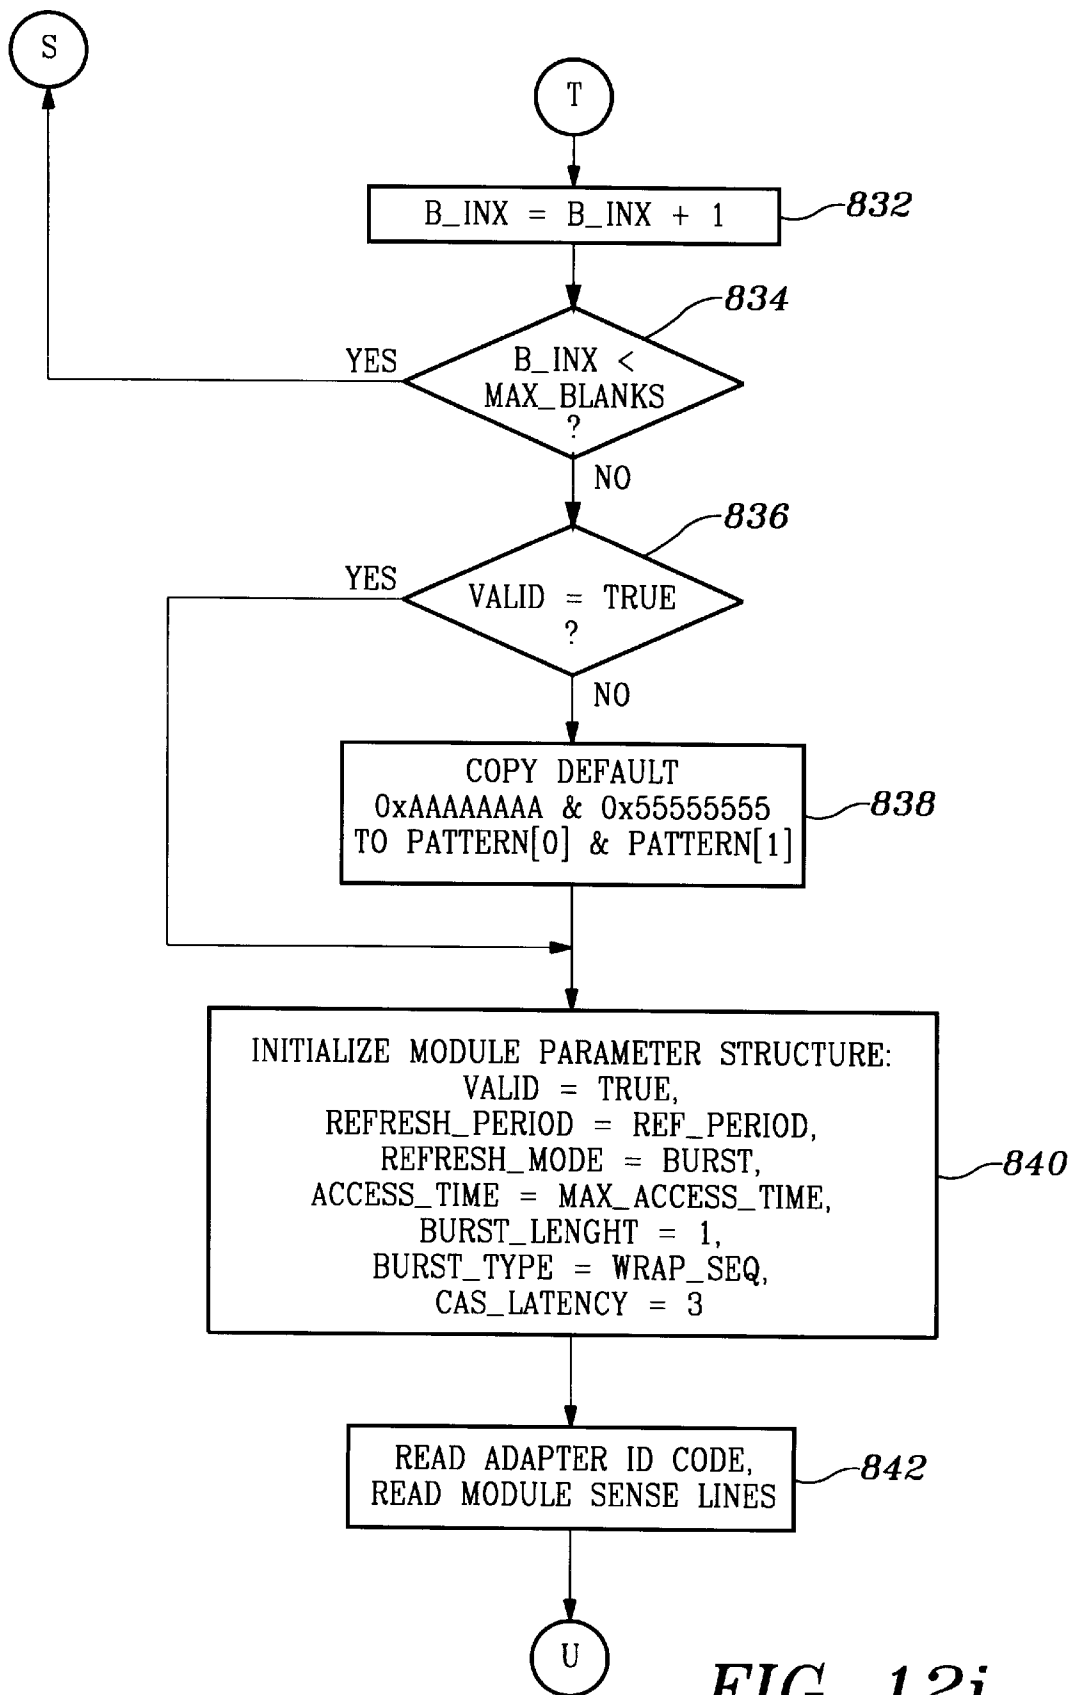 S
T
B_INX = B_INX + 1
832
834
YES
B_INX <
MAX_BLANKS
?
NO
836
YES
VALID = TRUE
?
NO
COPY DEFAULT
0xAAAAAAAA & 0x55555555
TO PATTERN[0] & PATTERN[1]
838
INITIALIZE MODULE PARAMETER STRUCTURE:
VALID = TRUE,
REFRESH_PERIOD = REF_PERIOD,
REFRESH_MODE = BURST,
ACCESS_TIME = MAX_ACCESS_TIME,
BURST_LENGHT = 1,
BURST_TYPE = WRAP_SEQ,
CAS_LATENCY = 3
840
READ ADAPTER ID CODE,
READ MODULE SENSE LINES
842
U